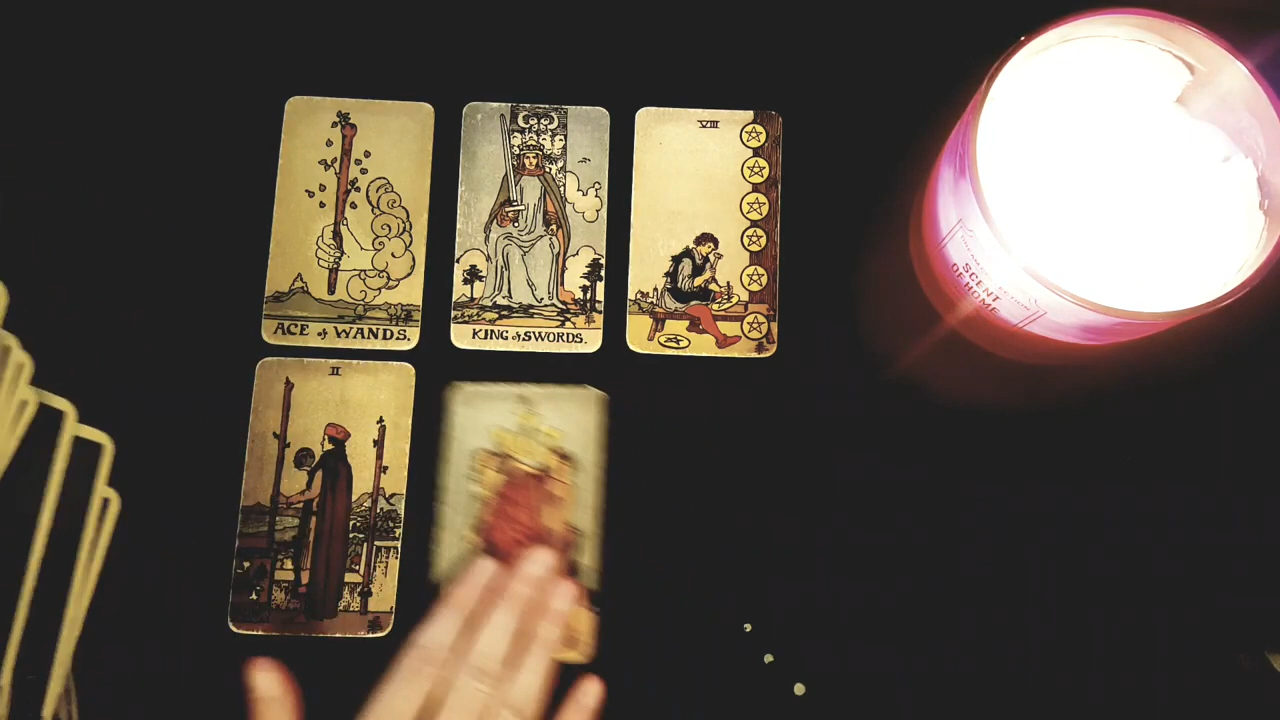 ACE of WANDS.
KING of SWORDS.
VIII
II
SCENT
OF HOME